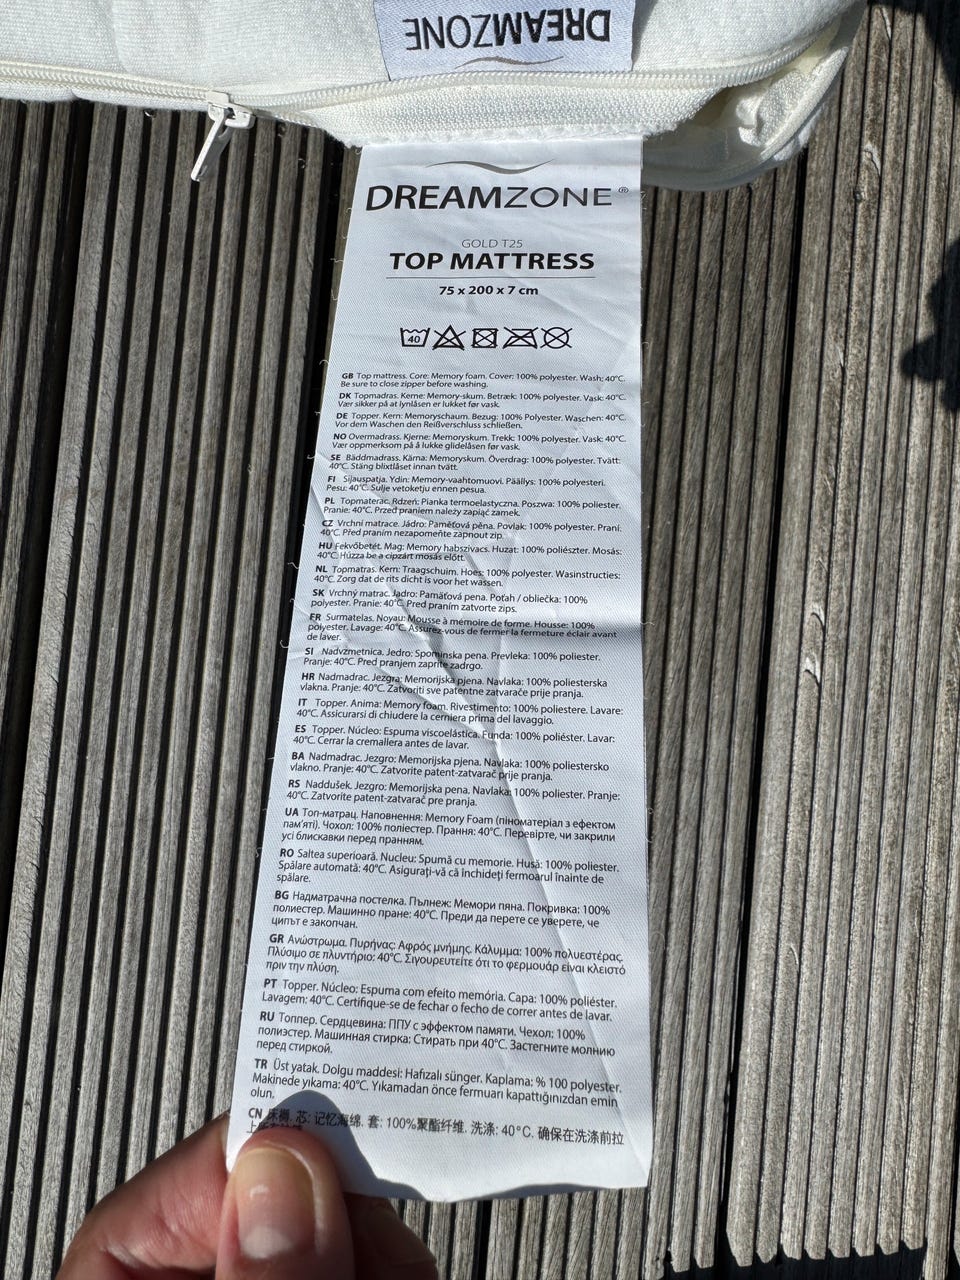 DREAMZONE
DREAMZONE®
GOLD T25
TOP MATTRESS
75 x 200 x 7 cm
40
GB Top mattress. Core: Memory foam. Cover: 100% polyester. Wash: 40°C.
Be sure to close zipper before washing.
DK Topmadras. Kerne: Memory-skum. Betræk: 100% polyester. Vask: 40°C.
Vær sikker på at lynlåsen er lukket før vask.
DE Topper. Kern: Memoryschaum. Bezug: 100% Polyester. Waschen: 40°C.
Vor dem Waschen den Reißverschluss schließen.
NO Overmadrass. Kjerne: Memoryskum. Trekk: 100% polyester. Vask: 40°C.
Vær oppmerksom på å lukke glidelåsen før vask.
SE Bäddmadrass. Kärna: Memoryskum. Överdrag: 100% polyester. Tvätt:
40°C. Stäng blixtlåset innan tvätt.
FI Sijauspatja. Ydin: Memory-vaahtomuovi. Päällys: 100% polyesteri.
Pesu: 40°C. Sulje vetoketju ennen pesua.
PL Topmaterac. Rdzeń: Pianka termoelastyczna. Poszwa: 100% poliester.
Pranie: 40°C. Przed praniem należy zapiąć zamek.
CZ Vrchní matrace. Jádro: Paměťová pěna. Povlak: 100% polyester. Praní:
40°C. Před praním nezapomeňte zapnout zip.
HU Fekvőbetét. Mag: Memory habszivacs. Huzat: 100% poliészter. Mosás:
40°C. Húzza be a cipzárt mosás előtt.
NL Topmatras. Kern: Traagschuim. Hoes: 100% polyester. Wasinstructies:
40°C. Zorg dat de rits dicht is voor het wassen.
SK Vrchný matrac. Jadro: Pamäťová pena. Poťah / obliečka: 100%
polyester. Pranie: 40°C. Pred praním zatvorte zips.
FR Surmatelas. Noyau: Mousse à mémoire de forme. Housse: 100%
polyester. Lavage: 40°C. Assurez-vous de fermer la fermeture éclair avant
de laver.
SI Nadvzmetnica. Jedro: Spominska pena. Prevleka: 100% poliester.
Pranje: 40°C. Pred pranjem zaprite zadrgo.
HR Nadmadrac. Jezgra: Memorijska pjena. Navlaka: 100% poliesterska
vlakna. Pranje: 40°C. Zatvoriti sve patentne zatvarače prije pranja.
IT Topper. Anima: Memory foam. Rivestimento: 100% poliestere. Lavare:
40°C. Assicurarsi di chiudere la cerniera prima del lavaggio.
ES Topper. Núcleo: Espuma viscoelástica. Funda: 100% poliéster. Lavar:
40°C. Cerrar la cremallera antes de lavar.
BA Nadmadrac. Jezgro: Memorijska pjena. Navlaka: 100% poliestersko
vlakno. Pranje: 40°C. Zatvorite patent-zatvarač prije pranja.
RS Naddušek. Jezgro: Memorijska pena. Navlaka: 100% poliester. Pranje:
40°C. Zatvorite patent-zatvarač pre pranja.
UA Топ-матрац. Наповнення: Memory Foam (піноматеріал з ефектом
пам'яті). Чохол: 100% поліестер. Прання: 40°C. Перевірте, чи закрили
усі блискавки перед пранням.
RO Saltea superioară. Nucleu: Spumă cu memorie. Husă: 100% poliester.
Spălare automată: 40°C. Asigurați-vă că închideți fermoarul înainte de
spălare.
BG Надматрачна постелка. Пълнеж: Мемори пяна. Покривка: 100%
полиестер. Машинно пране: 40°C. Преди да перете се уверете, че
ципът е закопчан.
GR Ανώστρωμα. Πυρήνας: Αφρός μνήμης. Κάλυμμα: 100% πολυεστέρας.
Πλύσιμο σε πλυντήριο: 40°C. Σιγουρευτείτε ότι το φερμουάρ είναι κλειστό
πριν την πλύση.
PT Topper. Núcleo: Espuma com efeito memória. Capa: 100% poliéster.
Lavagem: 40°C. Certifique-se de fechar o fecho de correr antes de lavar.
RU Топпер. Сердцевина: ППУ с эффектом памяти. Чехол: 100%
полиэстер. Машинная стирка: Стирать при 40°C. Застегните молнию
перед стиркой.
TR Üst yatak. Dolgu maddesi: Hafızalı sünger. Kaplama: % 100 polyester.
Makinede yıkama: 40°C. Yıkamadan önce fermuarı kapattığınızdan emin
olun.
CN 床褥. 芯: 记忆海绵. 套: 100%聚酯纤维. 洗涤: 40°C. 确保在洗涤前拉